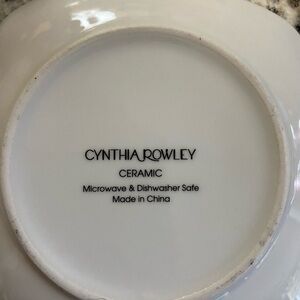 CYNTHIA ROWLEY
CERAMIC
Microwave & Dishwasher Safe
Made in China